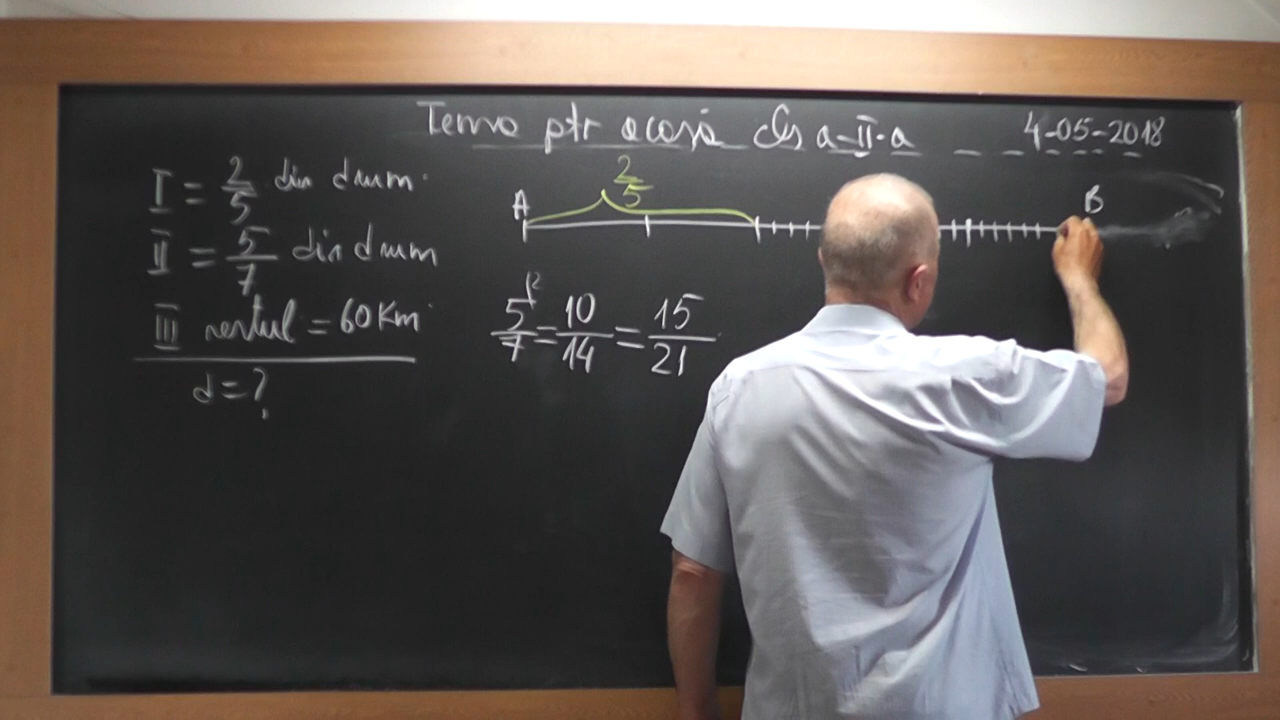 Tema ptr acasă cls a-II-a 4-05-2018
I = 2/5 din drum
II = 5/7 din drum
III restul = 60 Km
d = ?
2/5
A B
5/7 = 10/14 = 15/21